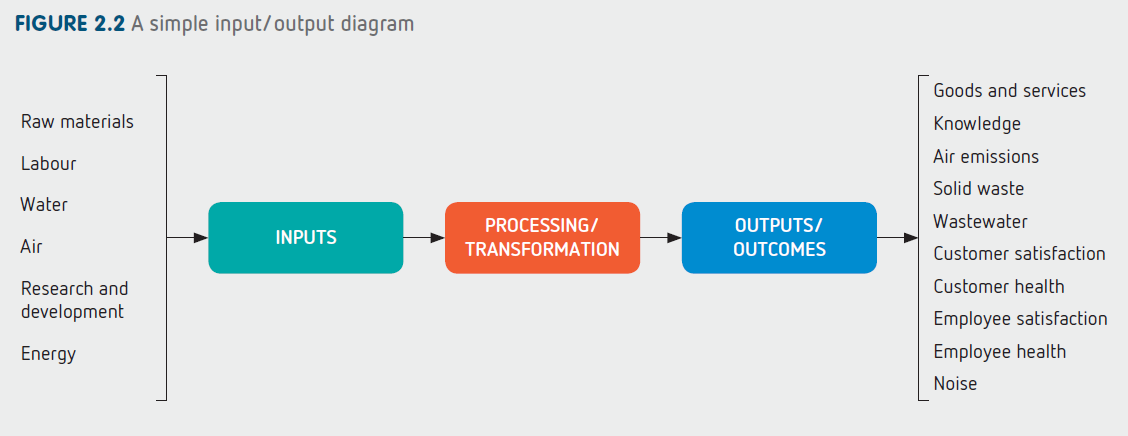 FIGURE 2.2 A simple input/output diagram
Raw materials
Labour
Water
Air
Research and
development
Energy
INPUTS
PROCESSING/
TRANSFORMATION
OUTPUTS/
OUTCOMES
Goods and services
Knowledge
Air emissions
Solid waste
Wastewater
Customer satisfaction
Customer health
Employee satisfaction
Employee health
Noise